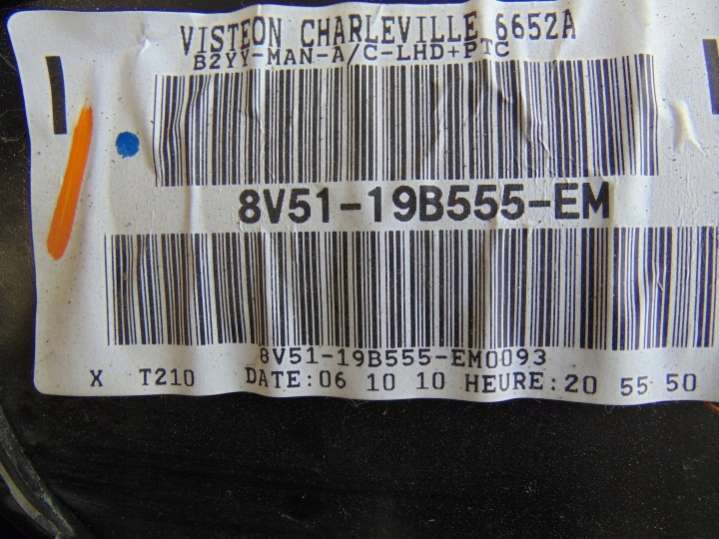 VISTEON CHARLEVILLE 6652A
B2YY-MAN-A/C-LHD+PTC
8V51-19B555-EM
8V51-19B555-EM0093
X T210 DATE:06 10 10 HEURE:20 55 50